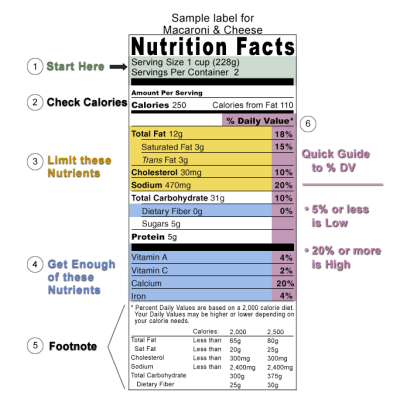 Sample label for
Macaroni & Cheese
Nutrition Facts
1 Start Here
Serving Size 1 cup (228g)
Servings Per Container 2
Amount Per Serving
2 Check Calories
Calories 250 Calories from Fat 110
% Daily Value*
6
Quick Guide
to % DV
• 5% or less
is Low
• 20% or more
is High
3 Limit these
Nutrients
Total Fat 12g 18%
Saturated Fat 3g 15%
Trans Fat 3g
Cholesterol 30mg 10%
Sodium 470mg 20%
Total Carbohydrate 31g 10%
Dietary Fiber 0g 0%
Sugars 5g
Protein 5g
4 Get Enough
of these
Nutrients
Vitamin A 4%
Vitamin C 2%
Calcium 20%
Iron 4%
5 Footnote
* Percent Daily Values are based on a 2,000 calorie diet.
Your Daily Values may be higher or lower depending on
your calorie needs.
Calories: 2,000 2,500
Total Fat Less than 65g 80g
Sat Fat Less than 20g 25g
Cholesterol Less than 300mg 300mg
Sodium Less than 2,400mg 2,400mg
Total Carbohydrate 300g 375g
Dietary Fiber 25g 30g